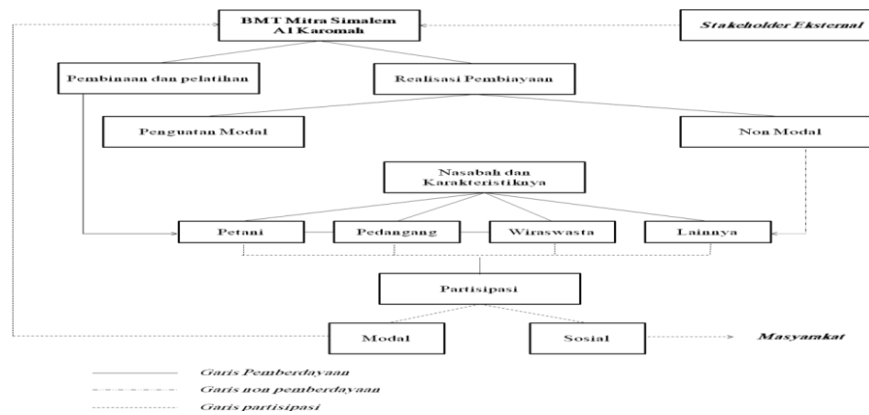 BMT Mitra Simalem
Al Karomah
Stakeholder Eksternal
Pembinaan dan pelatihan
Realisasi Pembiayaan
Penguatan Modal
Non Modal
Nasabah dan
Karakteristiknya
Petani
Pedangang
Wiraswasta
Lainnya
Partisipasi
Modal
Sosial
Masyarakat
Garis Pemberdayaan
Garis non pemberdayaan
Garis partisipasi